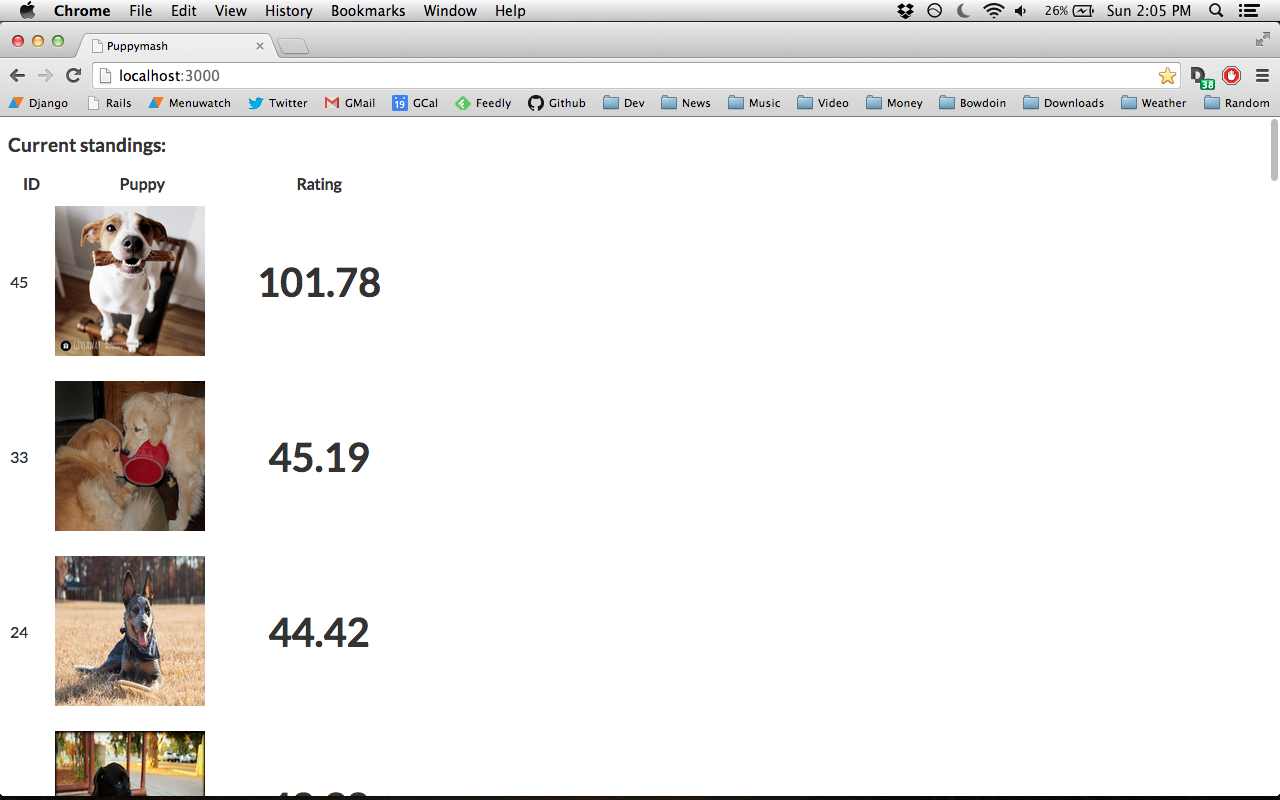 Chrome File Edit View History Bookmarks Window Help 26% Sun 2:05 PM
Puppymash
localhost:3000
38
Django Rails Menuwatch Twitter GMail 19 GCal Feedly Github Dev News Music Video Money Bowdoin Downloads Weather Random
Current standings:
ID Puppy Rating
45 101.78
GIVEAWAY
33 45.19
24 44.42